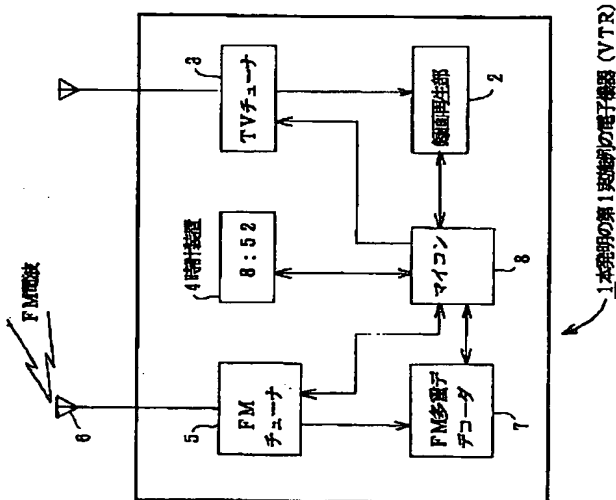 FM電波
6
5
FM
チューナ
4時計装置
8:52
3
TVチューナ
FM多重デ
デコーダ
7
マイコン
8
録画再生部
2
1本発明の第1実施例の電子機器(VTR)